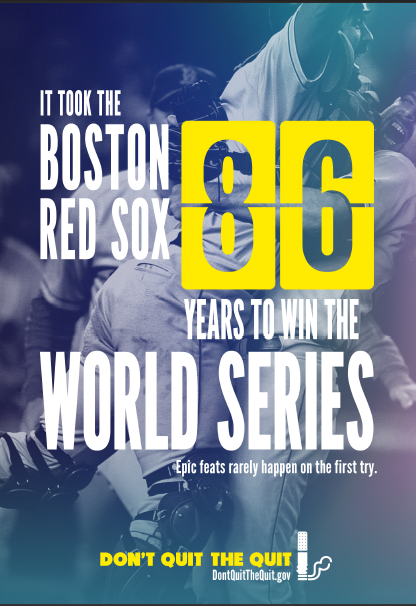 IT TOOK THE
BOSTON
RED SOX
86
YEARS TO WIN THE
WORLD SERIES
Epic feats rarely happen on the first try.
DON'T QUIT THE QUIT
DontQuitTheQuit.gov